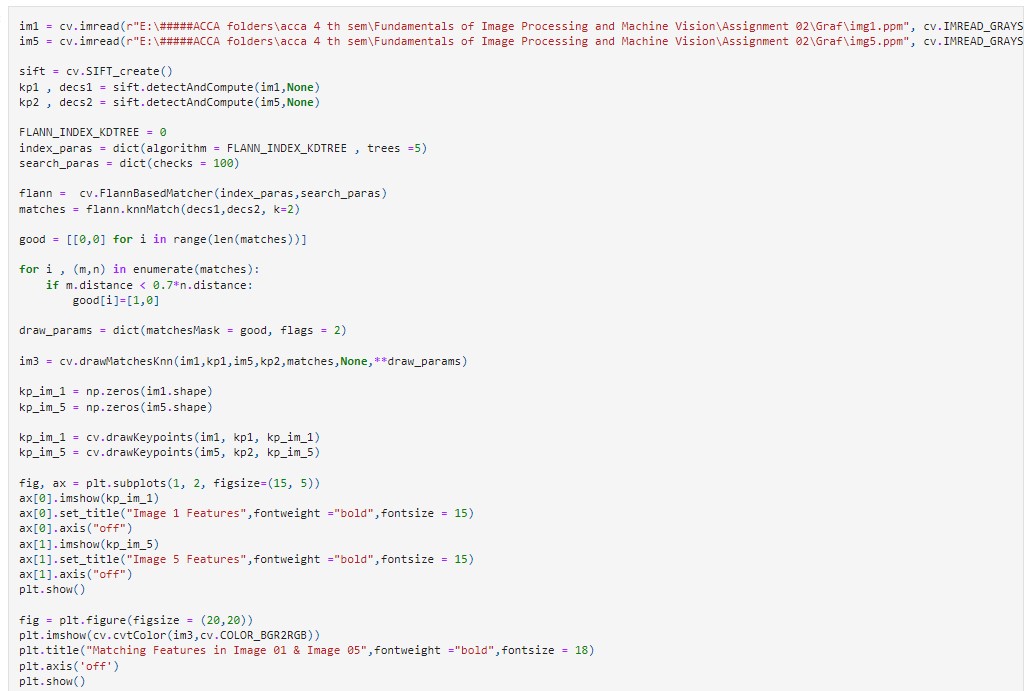 im1 = cv.imread(r"E:\#####ACCA folders\acca 4 th sem\Fundamentals of Image Processing and Machine Vision\Assignment 02\Graf\img1.ppm", cv.IMREAD_GRAYS
im5 = cv.imread(r"E:\#####ACCA folders\acca 4 th sem\Fundamentals of Image Processing and Machine Vision\Assignment 02\Graf\img5.ppm", cv.IMREAD_GRAYS
sift = cv.SIFT_create()
kp1 , decs1 = sift.detectAndCompute(im1,None)
kp2 , decs2 = sift.detectAndCompute(im5,None)
FLANN_INDEX_KDTREE = 0
index_paras = dict(algorithm = FLANN_INDEX_KDTREE , trees =5)
search_paras = dict(checks = 100)
flann =  cv.FlannBasedMatcher(index_paras,search_paras)
matches = flann.knnMatch(decs1,decs2, k=2)
good = [[0,0] for i in range(len(matches))]
for i , (m,n) in enumerate(matches):
    if m.distance < 0.7*n.distance:
        good[i]=[1,0]
draw_params = dict(matchesMask = good, flags = 2)
im3 = cv.drawMatchesKnn(im1,kp1,im5,kp2,matches,None,**draw_params)
kp_im_1 = np.zeros(im1.shape)
kp_im_5 = np.zeros(im5.shape)
kp_im_1 = cv.drawKeypoints(im1, kp1, kp_im_1)
kp_im_5 = cv.drawKeypoints(im5, kp2, kp_im_5)
fig, ax = plt.subplots(1, 2, figsize=(15, 5))
ax[0].imshow(kp_im_1)
ax[0].set_title("Image 1 Features",fontweight ="bold",fontsize = 15)
ax[0].axis("off")
ax[1].imshow(kp_im_5)
ax[1].set_title("Image 5 Features",fontweight ="bold",fontsize = 15)
ax[1].axis("off")
plt.show()
fig = plt.figure(figsize = (20,20))
plt.imshow(cv.cvtColor(im3,cv.COLOR_BGR2RGB))
plt.title("Matching Features in Image 01 & Image 05",fontweight ="bold",fontsize = 18)
plt.axis('off')
plt.show()